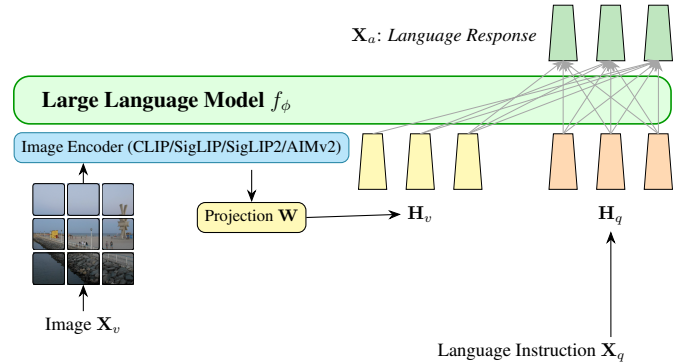 X_a: Language Response
Large Language Model f_ϕ
Image Encoder (CLIP/SigLIP/SigLIP2/AIMv2)
Projection W
H_v
H_q
Image X_v
Language Instruction X_q